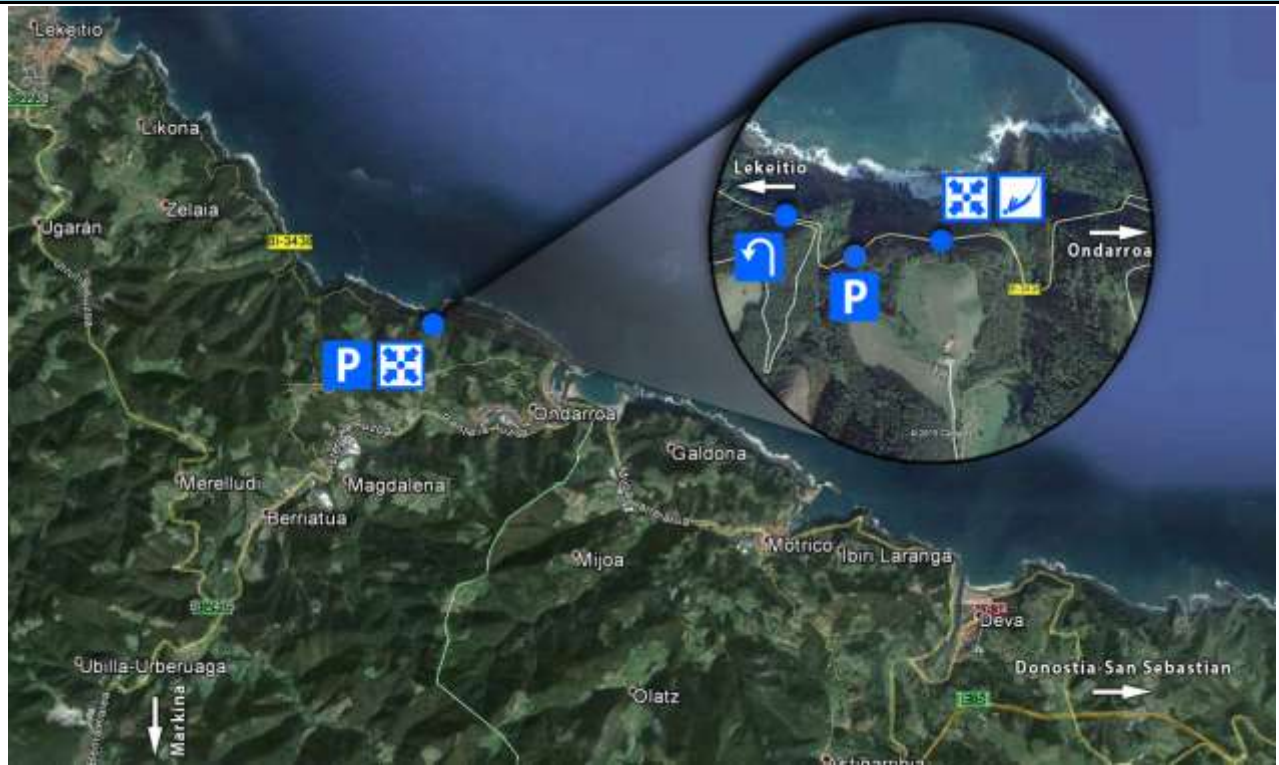 Lekeitio
Likona
Zelaia
Ugarán
BI-3438
Lekeitio
Ondarroa
P
P
Ondarroa
Galdona
Merelludi
Magdalena
Berriatua
Motrico
Ibiri Laranga
Mijoa
Deva
Ubilla-Urberuaga
Markina
Olatz
Donostia-San Sebastian